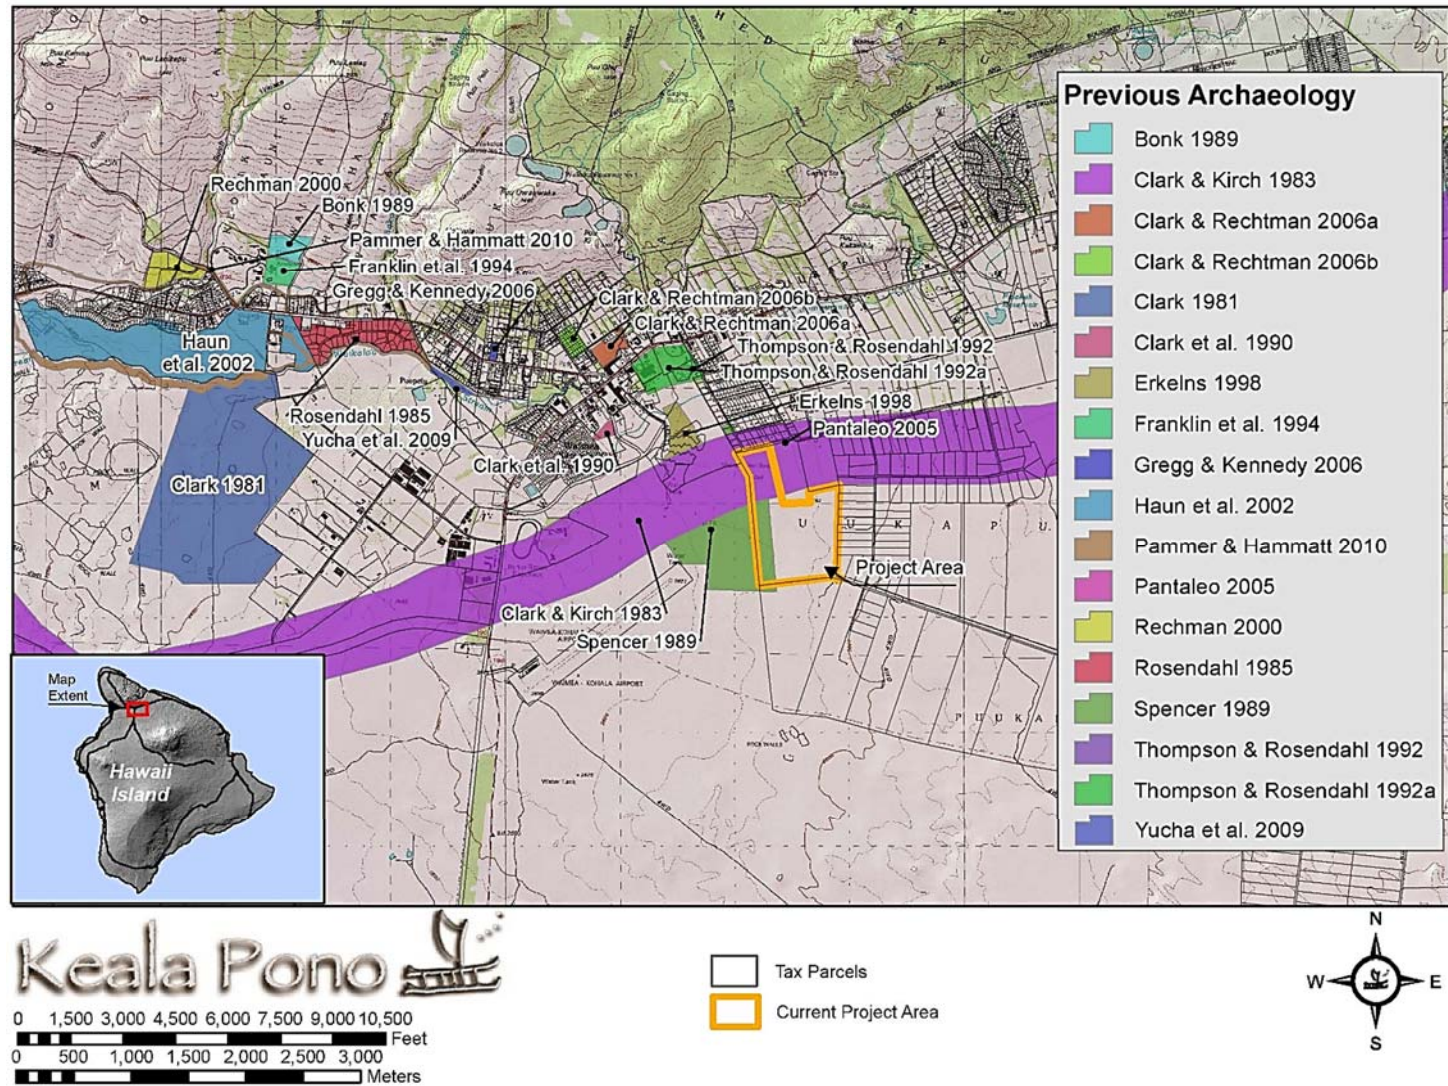 Previous Archaeology
Bonk 1989
Clark & Kirch 1983
Clark & Rechtman 2006a
Clark & Rechtman 2006b
Clark 1981
Clark et al. 1990
Erkelns 1998
Franklin et al. 1994
Gregg & Kennedy 2006
Haun et al. 2002
Pammer & Hammatt 2010
Pantaleo 2005
Rechman 2000
Rosendahl 1985
Spencer 1989
Thompson & Rosendahl 1992
Thompson & Rosendahl 1992a
Yucha et al. 2009
Rechman 2000
Bonk 1989
Pammer & Hammatt 2010
Franklin et al. 1994
Gregg & Kennedy 2006
Clark & Rechtman 2006b
Clark & Rechtman 2006a
Thompson & Rosendahl 1992
Thompson & Rosendahl 1992a
Haun
et al. 2002
Erkelns 1998
Pantaleo 2005
Rosendahl 1985
Yucha et al. 2009
Clark et al. 1990
Clark 1981
Project Area
Clark & Kirch 1983
Spencer 1989
WAIMEA - KOHALA AIRPORT
ROCK WALLS
Water Tank
Map
Extent
Hawaii
Island
Keala Pono
0 1,500 3,000 4,500 6,000 7,500 9,000 10,500
Feet
0 500 1,000 1,500 2,000 2,500 3,000
Meters
Tax Parcels
Current Project Area
N
W E
S